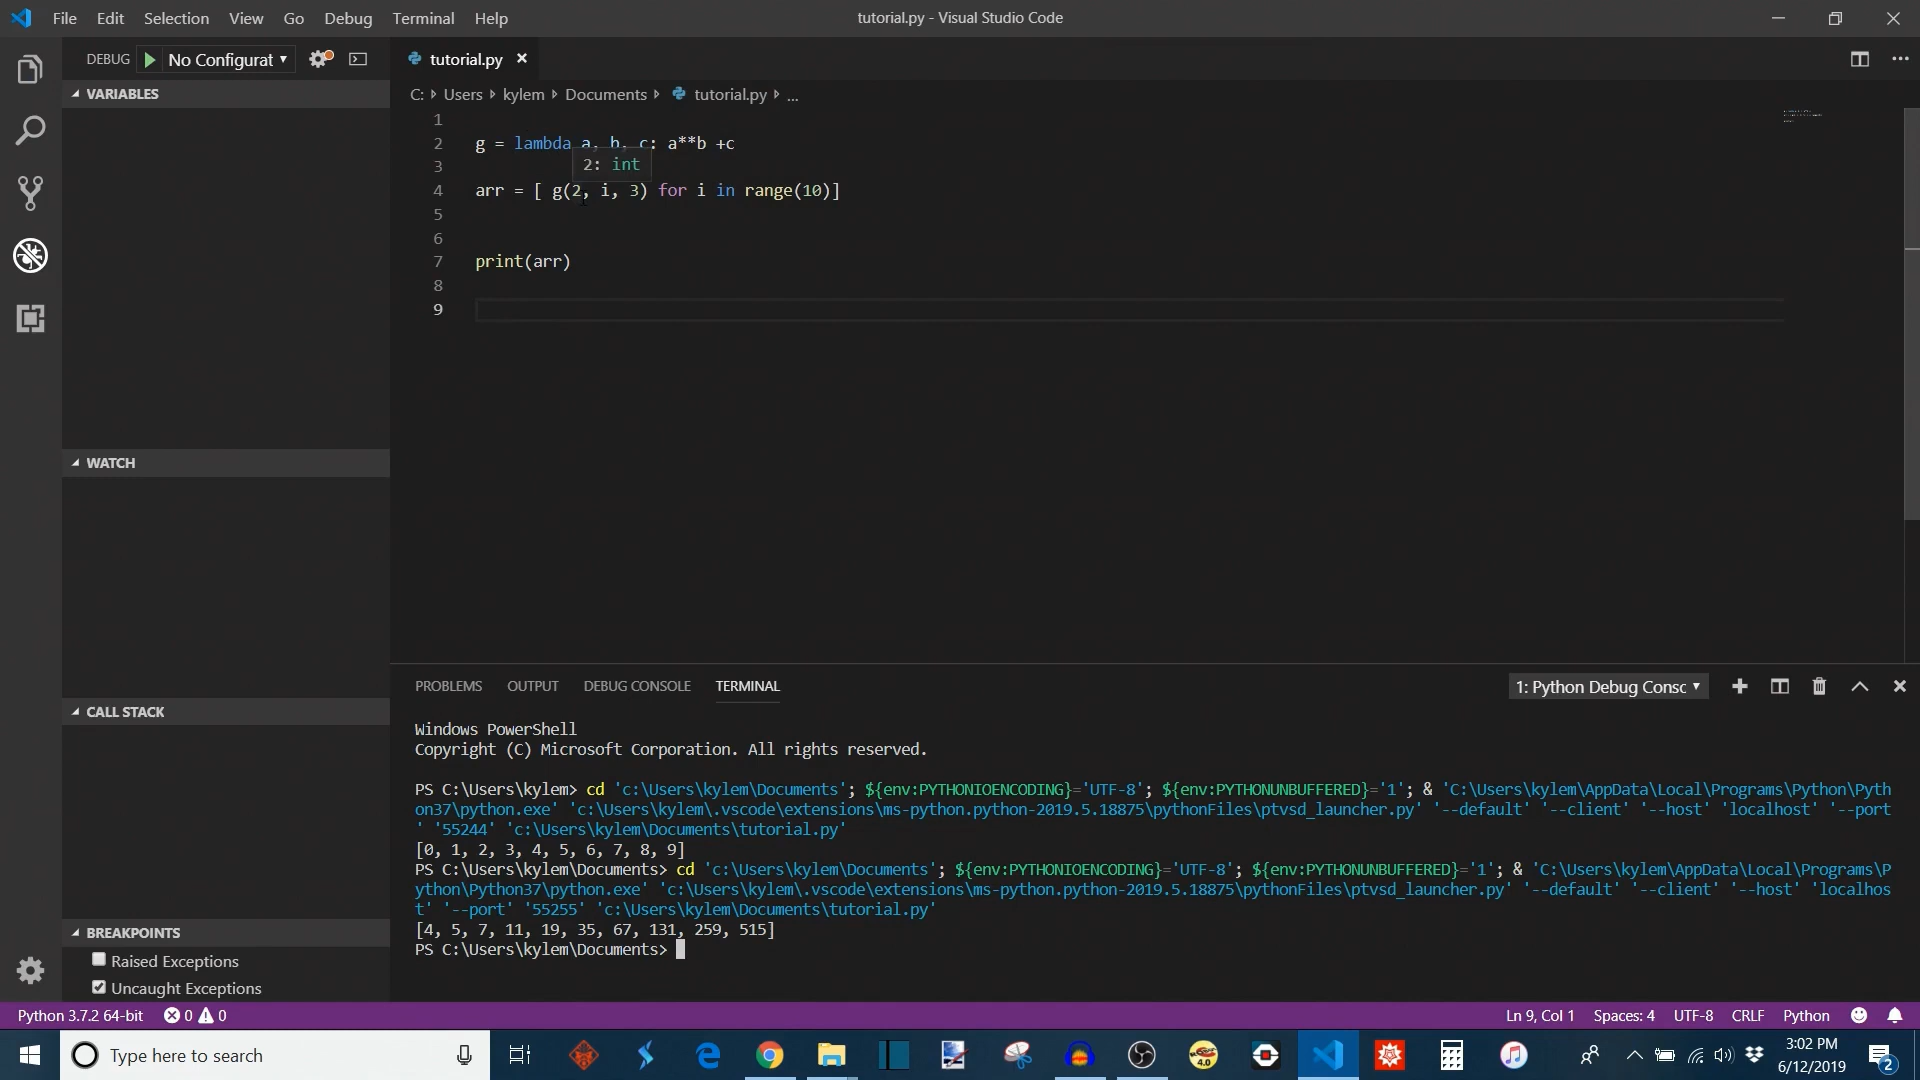 File Edit Selection View Go Debug Terminal Help
tutorial.py - Visual Studio Code
DEBUG No Configurat
tutorial.py
VARIABLES
C: Users kylem Documents tutorial.py ...
1
2 g = lambda a, b, c: a**b +c
2: int
3
4 arr = [ g(2, i, 3) for i in range(10)]
5
6
7 print(arr)
8
9
WATCH
CALL STACK
BREAKPOINTS
Raised Exceptions
Uncaught Exceptions
PROBLEMS OUTPUT DEBUG CONSOLE TERMINAL
1: Python Debug Consc
Windows PowerShell
Copyright (C) Microsoft Corporation. All rights reserved.
PS C:\Users\kylem> cd 'c:\Users\kylem\Documents'; ${env:PYTHONIOENCODING}='UTF-8'; ${env:PYTHONUNBUFFERED}='1'; & 'C:\Users\kylem\AppData\Local\Programs\Python\Pyth
on37\python.exe' 'c:\Users\kylem\.vscode\extensions\ms-python.python-2019.5.18875\pythonFiles\ptvsd_launcher.py' '--default' '--client' '--host' 'localhost' '--port
' '55244' 'c:\Users\kylem\Documents\tutorial.py'
[0, 1, 2, 3, 4, 5, 6, 7, 8, 9]
PS C:\Users\kylem\Documents> cd 'c:\Users\kylem\Documents'; ${env:PYTHONIOENCODING}='UTF-8'; ${env:PYTHONUNBUFFERED}='1'; & 'C:\Users\kylem\AppData\Local\Programs\P
ython\Python37\python.exe' 'c:\Users\kylem\.vscode\extensions\ms-python.python-2019.5.18875\pythonFiles\ptvsd_launcher.py' '--default' '--client' '--host' 'localhos
t' '--port' '55255' 'c:\Users\kylem\Documents\tutorial.py'
[4, 5, 7, 11, 19, 35, 67, 131, 259, 515]
PS C:\Users\kylem\Documents>
Python 3.7.2 64-bit 0 0
Ln 9, Col 1 Spaces: 4 UTF-8 CRLF Python
Type here to search
4.0
3:02 PM
6/12/2019
2